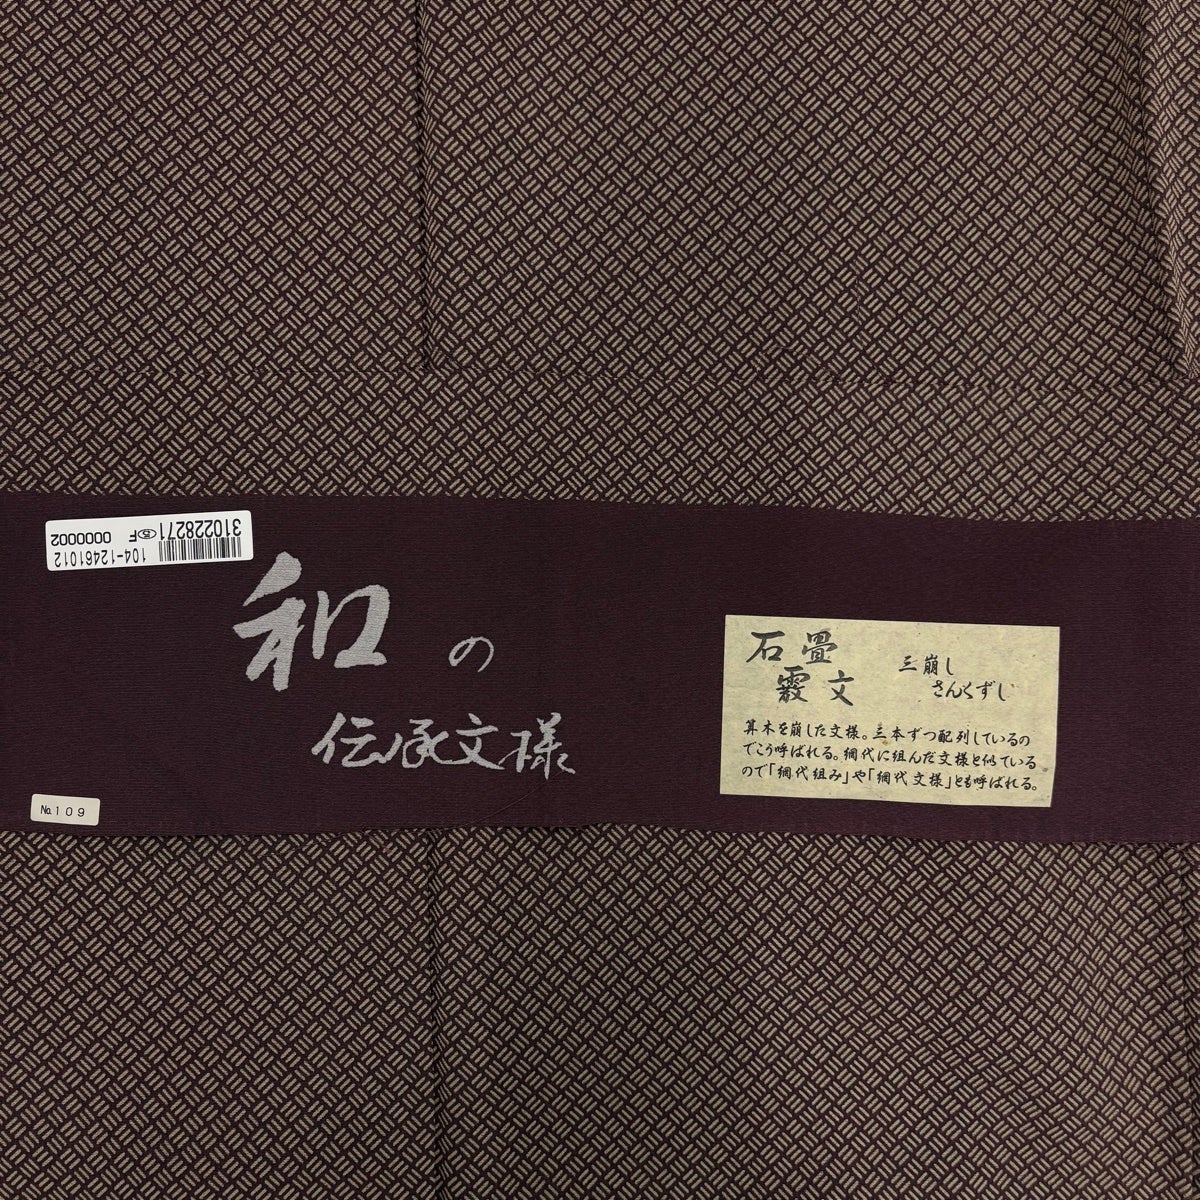 310228271
⑤F 0000002
104-12461012
和の
伝承文様
No.109
石畳
霰文
三崩し
さんくずし
算木を崩した文様。三本ずつ配列しているの
でこう呼ばれる。網代に組んだ文様と似ている
ので「網代組み」や「網代文様」とも呼ばれる。